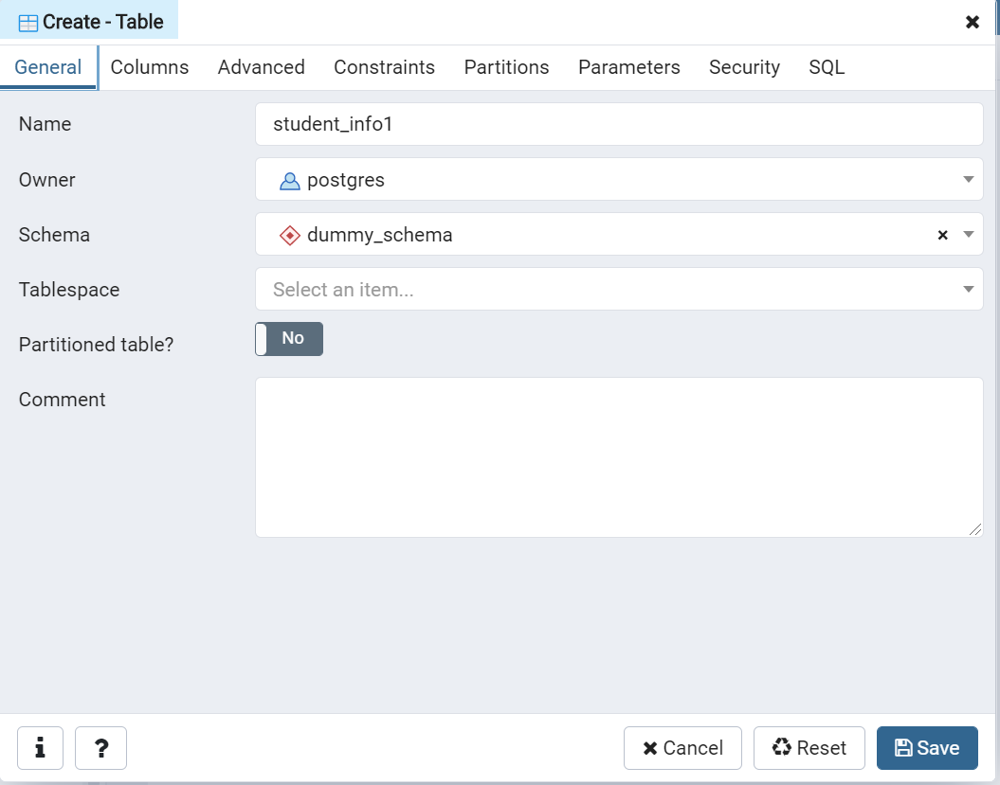 Create - Table
General Columns Advanced Constraints Partitions Parameters Security SQL
Name student_info1
Owner postgres
Schema dummy_schema
Tablespace Select an item...
Partitioned table? No
Comment
i ? Cancel Reset Save